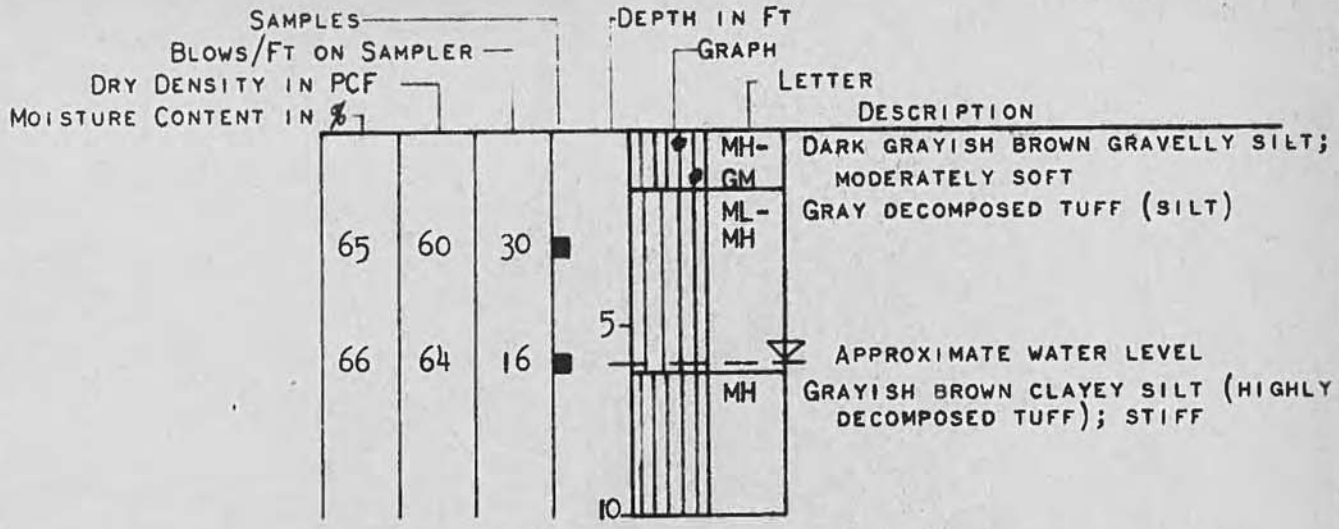 SAMPLES DEPTH IN FT
BLOWS/FT ON SAMPLER GRAPH
DRY DENSITY IN PCF LETTER
MOISTURE CONTENT IN % DESCRIPTION
MH- DARK GRAYISH BROWN GRAVELLY SILT;
GM MODERATELY SOFT
ML- GRAY DECOMPOSED TUFF (SILT)
MH
65 60 30
5
66 64 16 APPROXIMATE WATER LEVEL
MH GRAYISH BROWN CLAYEY SILT (HIGHLY
DECOMPOSED TUFF); STIFF
10